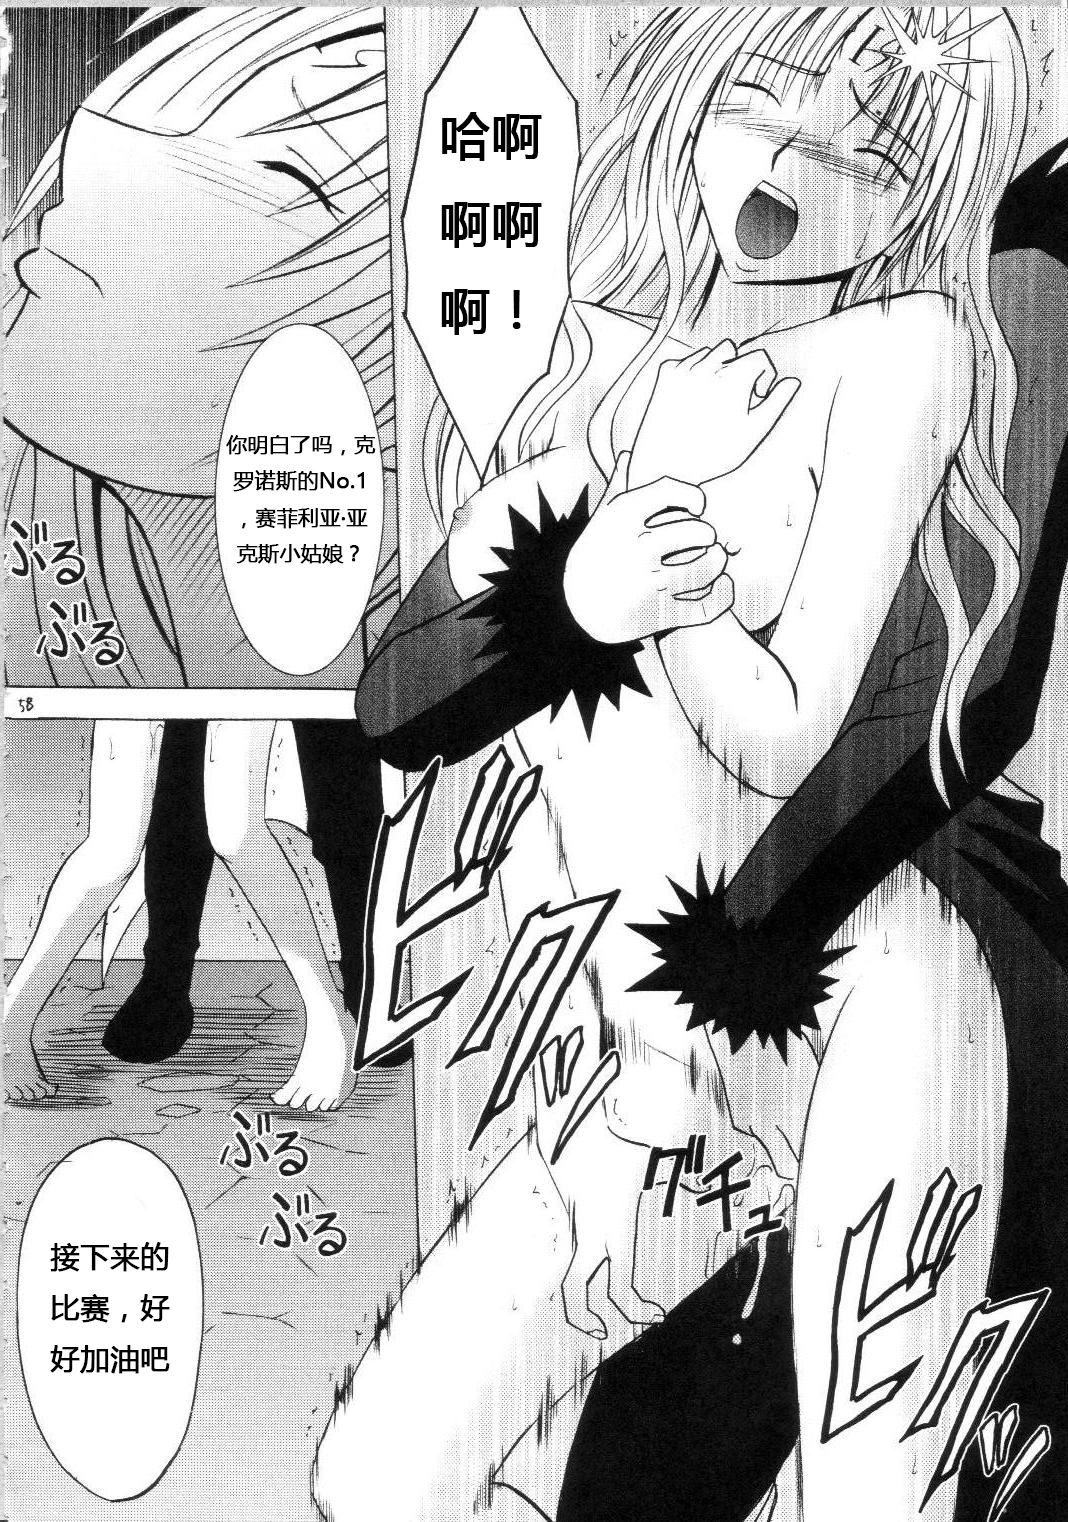 哈啊
啊啊
啊！
你明白了吗，克
罗诺斯的No.1
，赛菲利亚·亚
克斯小姑娘？
ぶる
ぶる
58
ビクッ
グチュ
ビクッ
ぶる
ぶる
接下来的
比赛，好
好加油吧